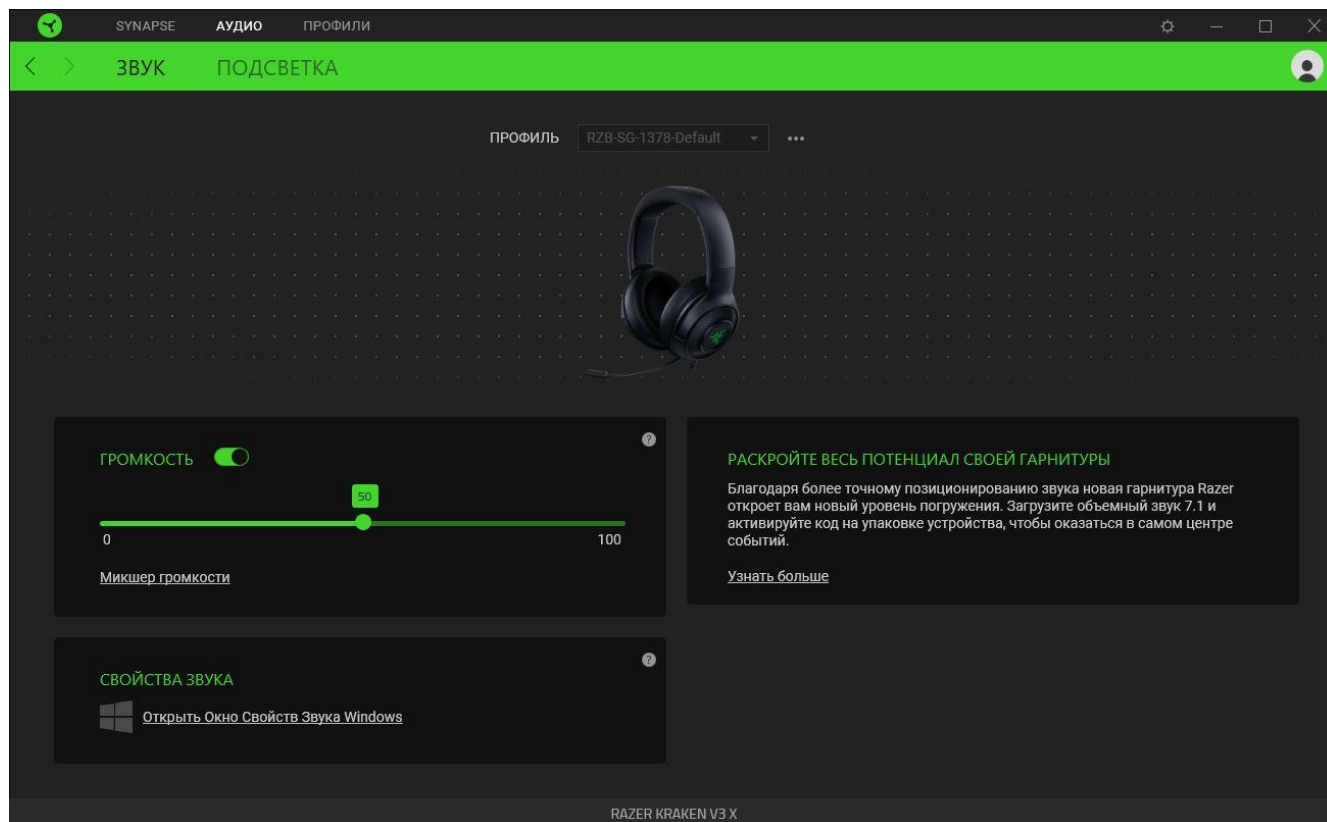 SYNAPSE АУДИО ПРОФИЛИ
ЗВУК ПОДСВЕТКА
ПРОФИЛЬ RZB-SG-1378-Default
ГРОМКОСТЬ
?
50
0 100
Микшер громкости
РАСКРОЙТЕ ВЕСЬ ПОТЕНЦИАЛ СВОЕЙ ГАРНИТУРЫ
Благодаря более точному позиционированию звука новая гарнитура Razer
откроет вам новый уровень погружения. Загрузите объемный звук 7.1 и
активируйте код на упаковке устройства, чтобы оказаться в самом центре
событий.
Узнать больше
СВОЙСТВА ЗВУКА
?
Открыть Окно Свойств Звука Windows
RAZER KRAKEN V3 X